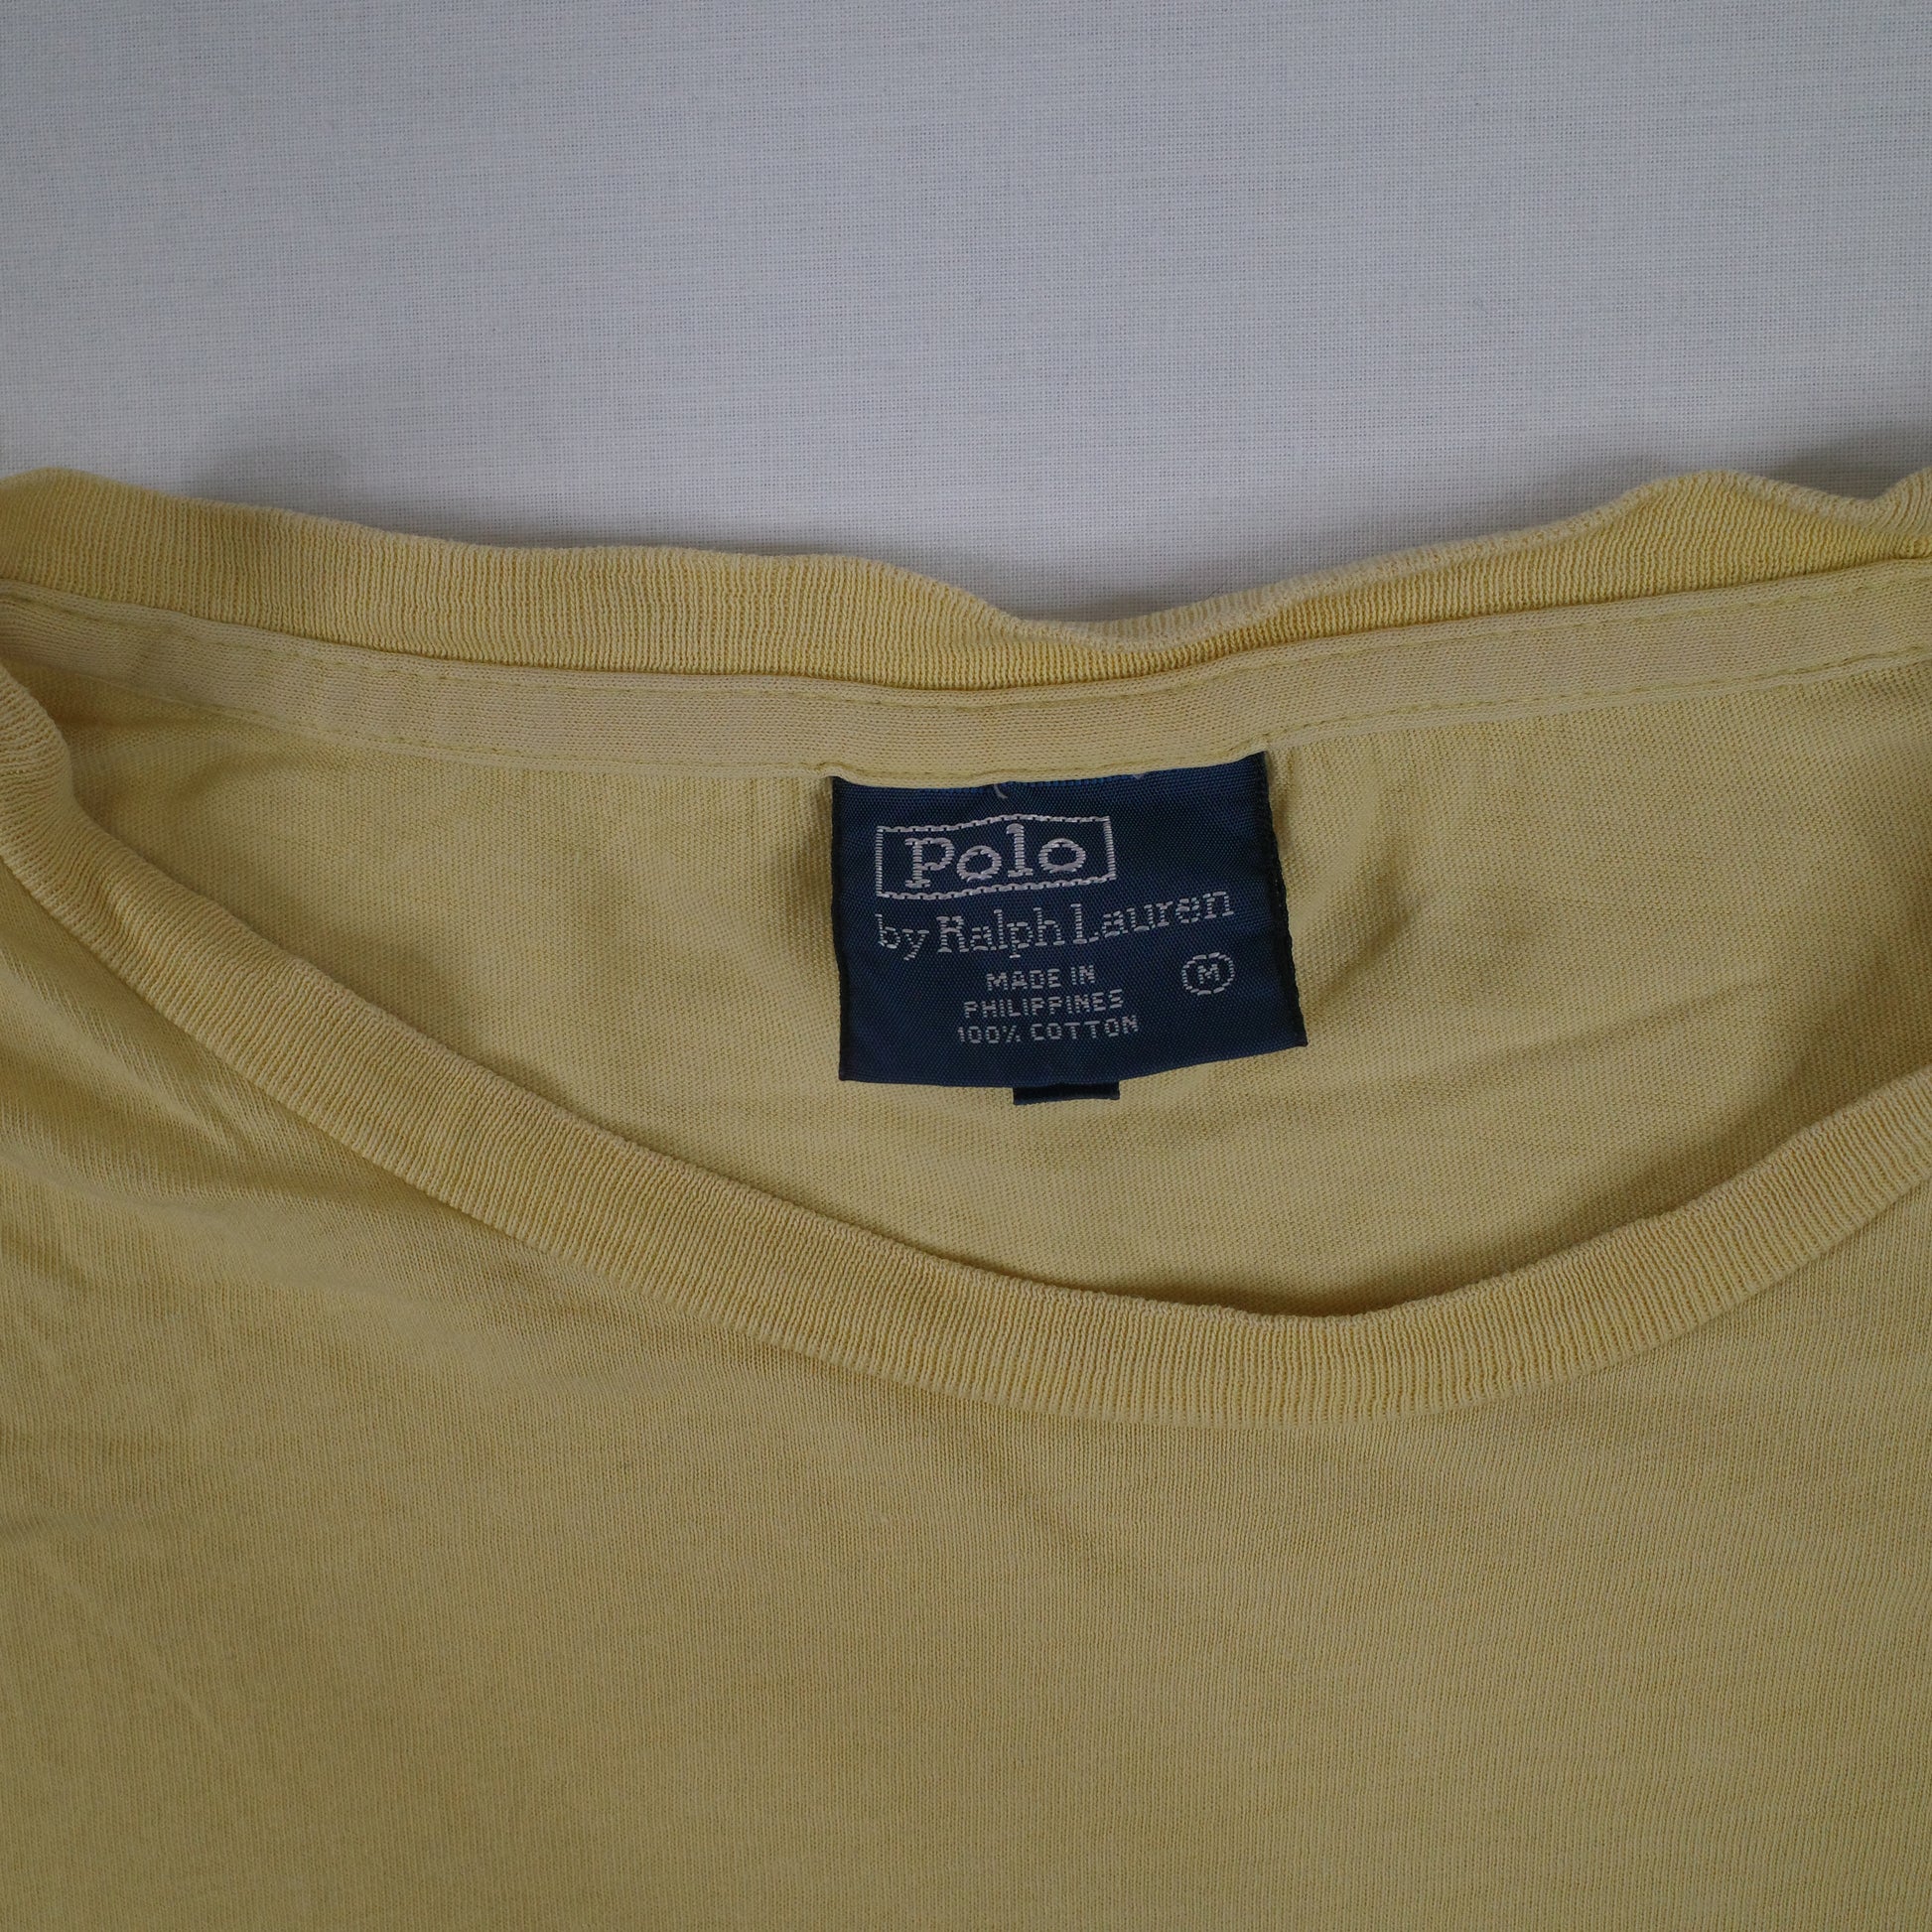 Polo
by Ralph Lauren
MADE IN
PHILIPPINES
100% COTTON
M